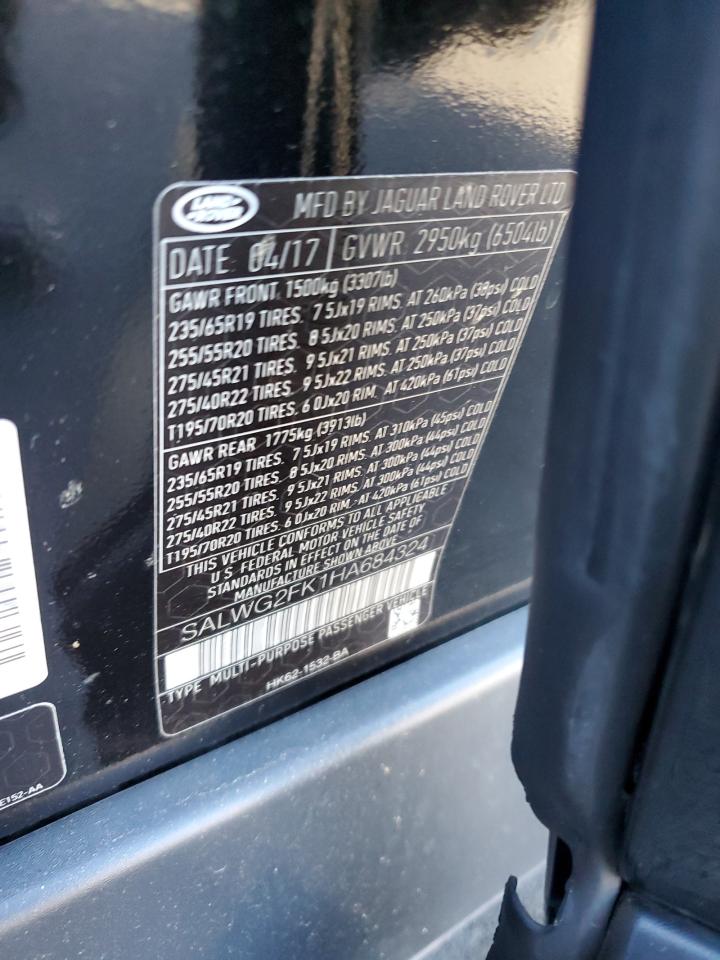 LAND-
-ROVER
MFD BY JAGUAR LAND ROVER LTD
DATE: 04/17 GVWR: 2950kg (6504lb)
GAWR FRONT 1500kg (3307lb)
235/65R19 TIRES. 7 5Jx19 RIMS. AT 260kPa (38psi) COLD
255/55R20 TIRES. 8 5Jx20 RIMS. AT 250kPa (37psi) COLD
275/45R21 TIRES. 9 5Jx21 RIMS. AT 250kPa (37psi) COLD
275/40R22 TIRES. 9 5Jx22 RIMS. AT 250kPa (37psi) COLD
T195/70R20 TIRES. 6 0Jx20 RIM. AT 420kPa (61psi) COLD
GAWR REAR 1775kg (3913lb)
235/65R19 TIRES. 7 5Jx19 RIMS. AT 310kPa (45psi) COLD
255/55R20 TIRES. 8 5Jx20 RIMS. AT 300kPa (44psi) COLD
275/45R21 TIRES. 9 5Jx21 RIMS. AT 300kPa (44psi) COLD
275/40R22 TIRES. 9 5Jx22 RIMS. AT 300kPa (44psi) COLD
T195/70R20 TIRES. 6 0Jx20 RIM. AT 420kPa (61psi) COLD
THIS VEHICLE CONFORMS TO ALL APPLICABLE
U S FEDERAL MOTOR VEHICLE SAFETY
STANDARDS IN EFFECT ON THE DATE OF
MANUFACTURE SHOWN ABOVE
SALWG2FK1HA684324
TYPE MULTI-PURPOSE PASSENGER VEHICLE
HK62-1532-BA
E152-AA